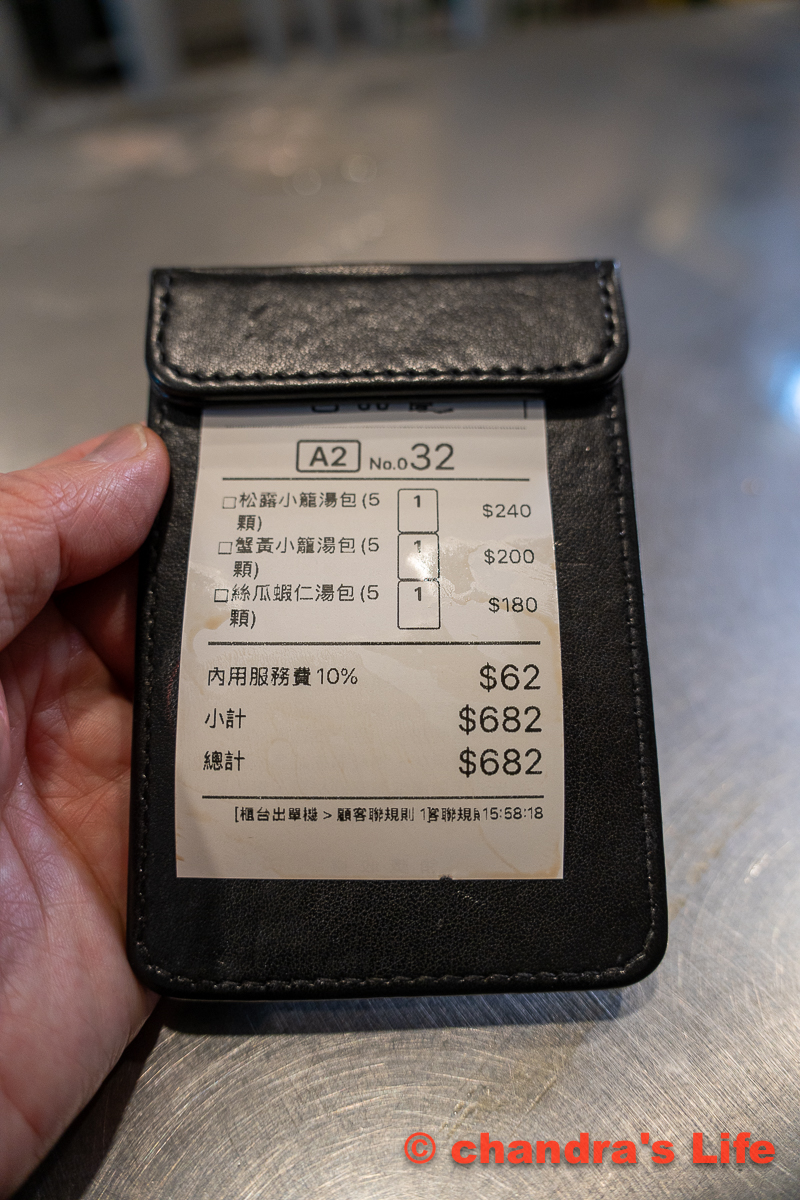 A2 No.032
□松露小籠湯包(5 1 $240
顆)
□蟹黃小籠湯包(5 1 $200
顆)
□絲瓜蝦仁湯包(5 1 $180
顆)
內用服務費10% $62
小計 $682
總計 $682
[櫃台出單機 > 顧客聯規則 1]客聯規則15:58:18
© chandra's Life